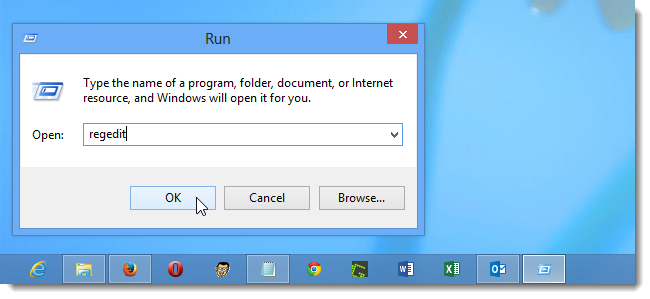 Run
Type the name of a program, folder, document, or Internet
resource, and Windows will open it for you.
Open: regedit
OK Cancel Browse...